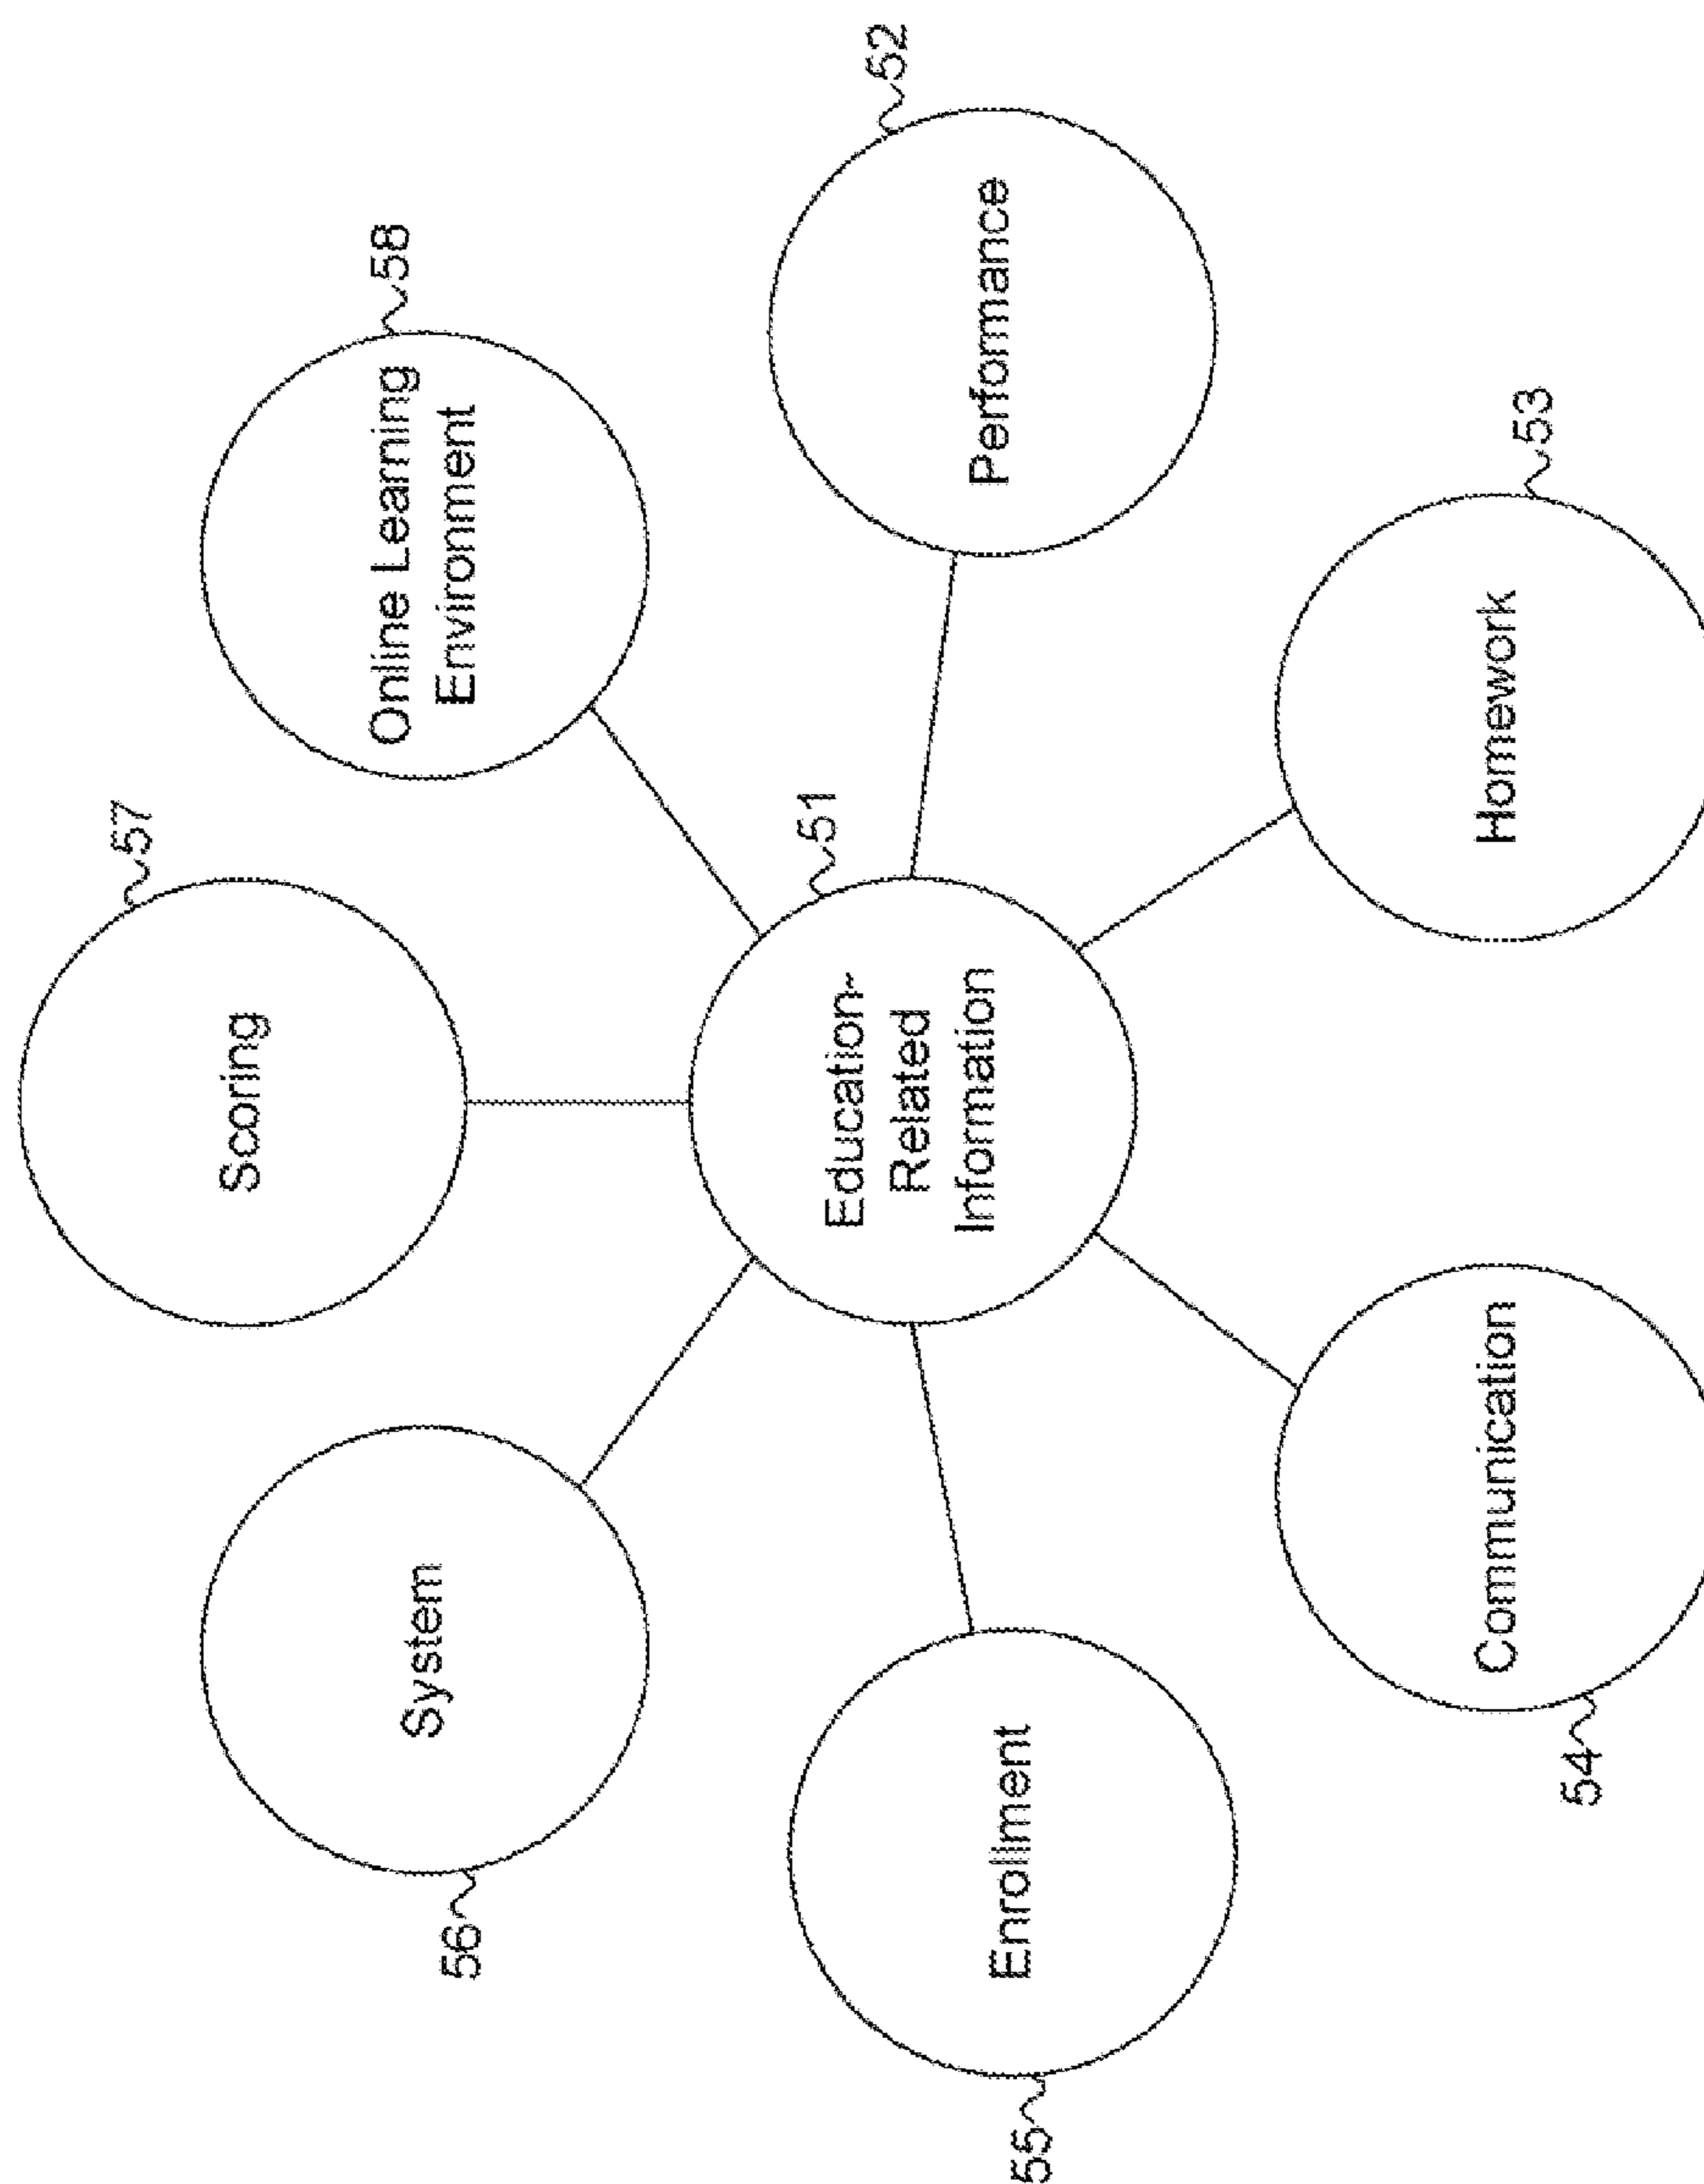 57
Scoring
58
Online Learning
Environment
System
56
51
Education-
Related
Information
52
Performance
Enrollment
55
53
Homework
Communication
54